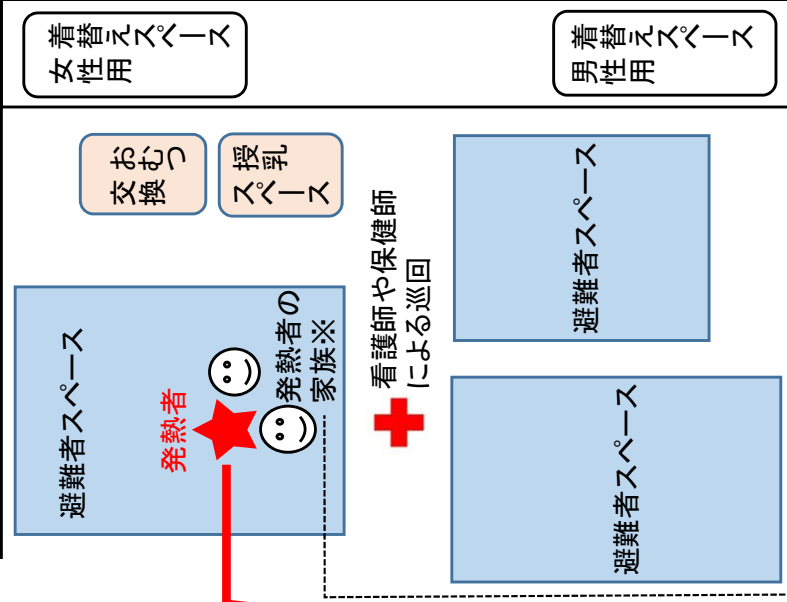 女性用
着替えスペース
男性用
着替えスペース
おむつ
交換
授乳
スペース
避難者スペース
発熱者
発熱者の
家族※
看護師や保健師
による巡回
避難者スペース
避難者スペース